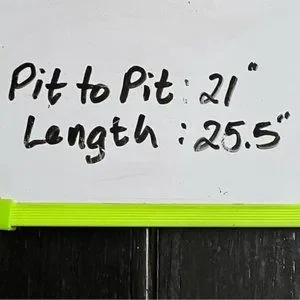 Pit to Pit: 21"
Length : 25.5"